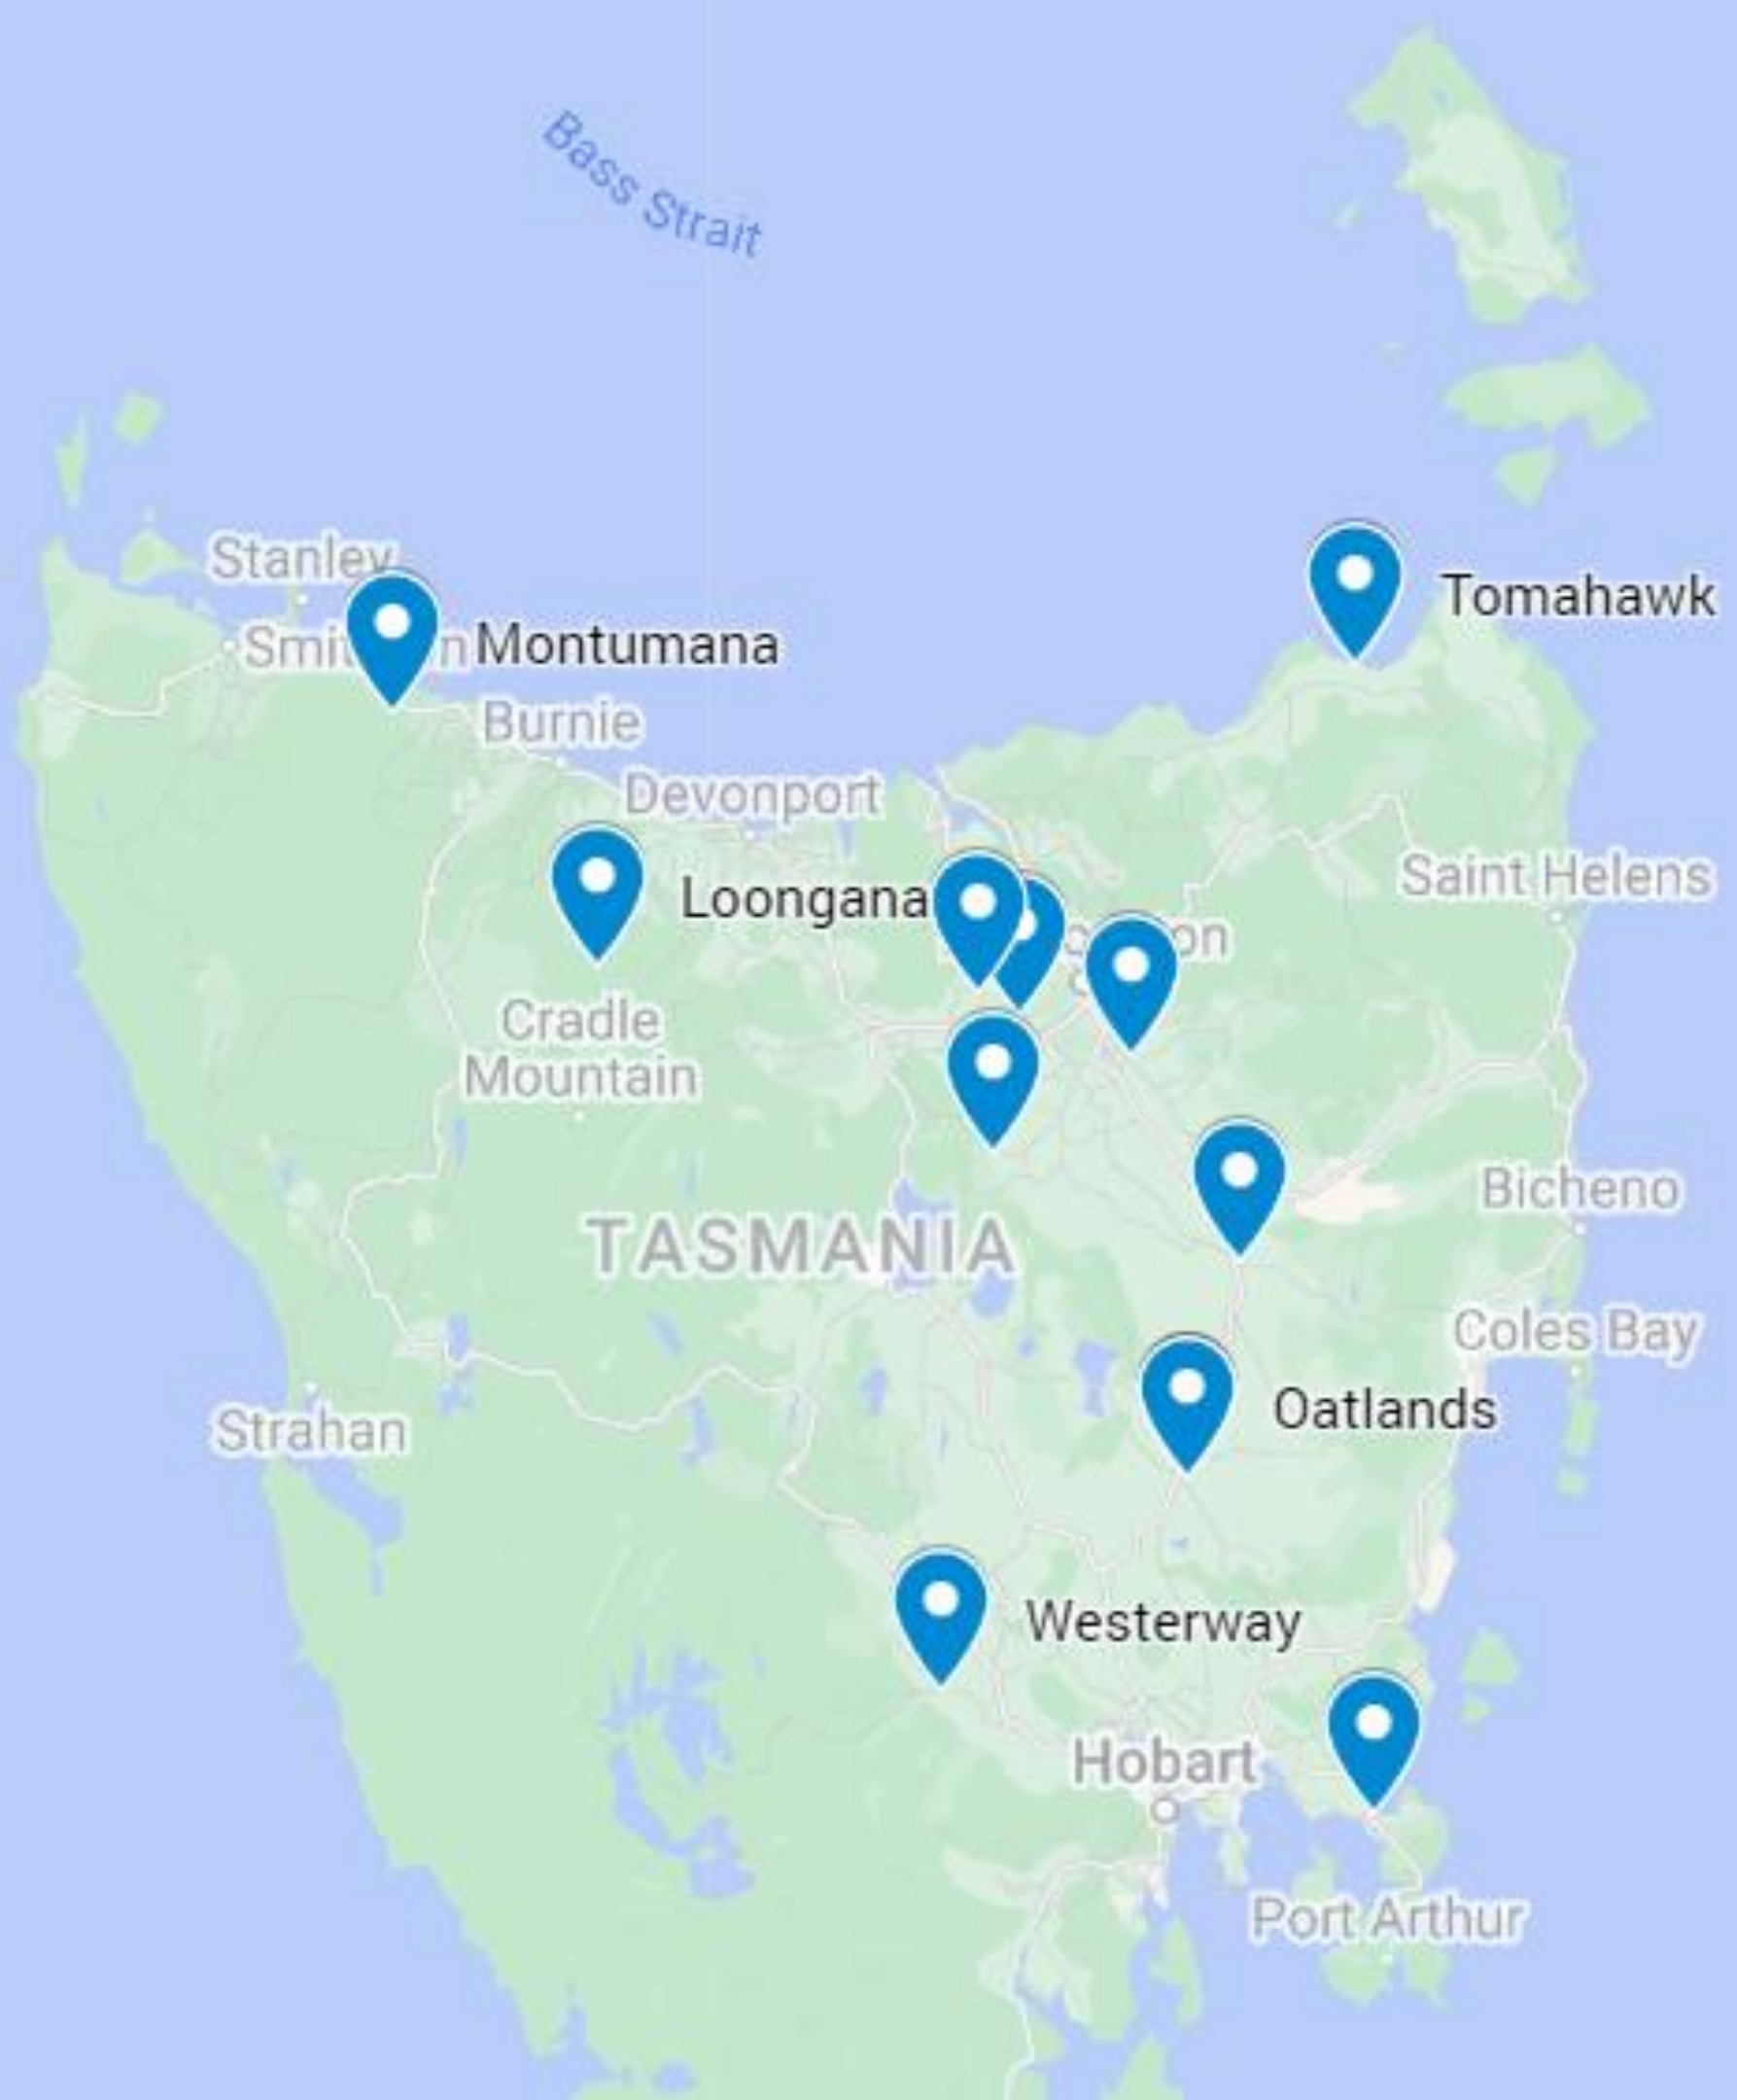 Bass Strait
Stanley
Tomahawk
Montumana
Burnie
Devonport
Saint Helens
Loongana
Cradle
Mountain
Bicheno
TASMANIA
Coles Bay
Oatlands
Strahan
Westerway
Hobart
Port Arthur